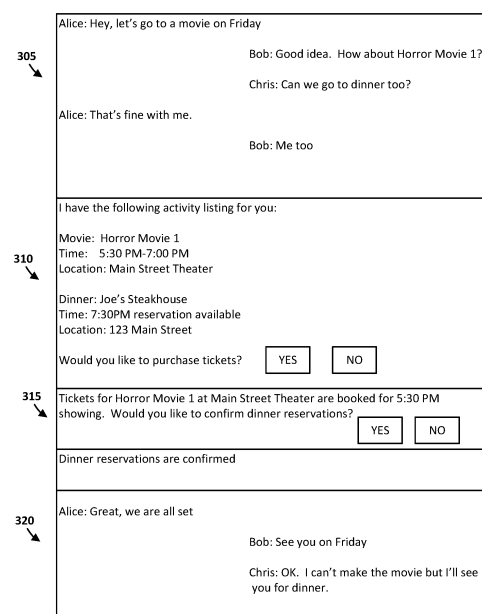 Alice: Hey, let's go to a movie on Friday
305
Bob: Good idea. How about Horror Movie 1?
Chris: Can we go to dinner too?
Alice: That's fine with me.
Bob: Me too
I have the following activity listing for you:
Movie: Horror Movie 1
310
Time: 5:30 PM-7:00 PM
Location: Main Street Theater
Dinner: Joe's Steakhouse
Time: 7:30PM reservation available
Location: 123 Main Street
Would you like to purchase tickets? YES NO
315
Tickets for Horror Movie 1 at Main Street Theater are booked for 5:30 PM
showing. Would you like to confirm dinner reservations?
YES NO
Dinner reservations are confirmed
Alice: Great, we are all set
320
Bob: See you on Friday
Chris: OK. I can't make the movie but I'll see
you for dinner.